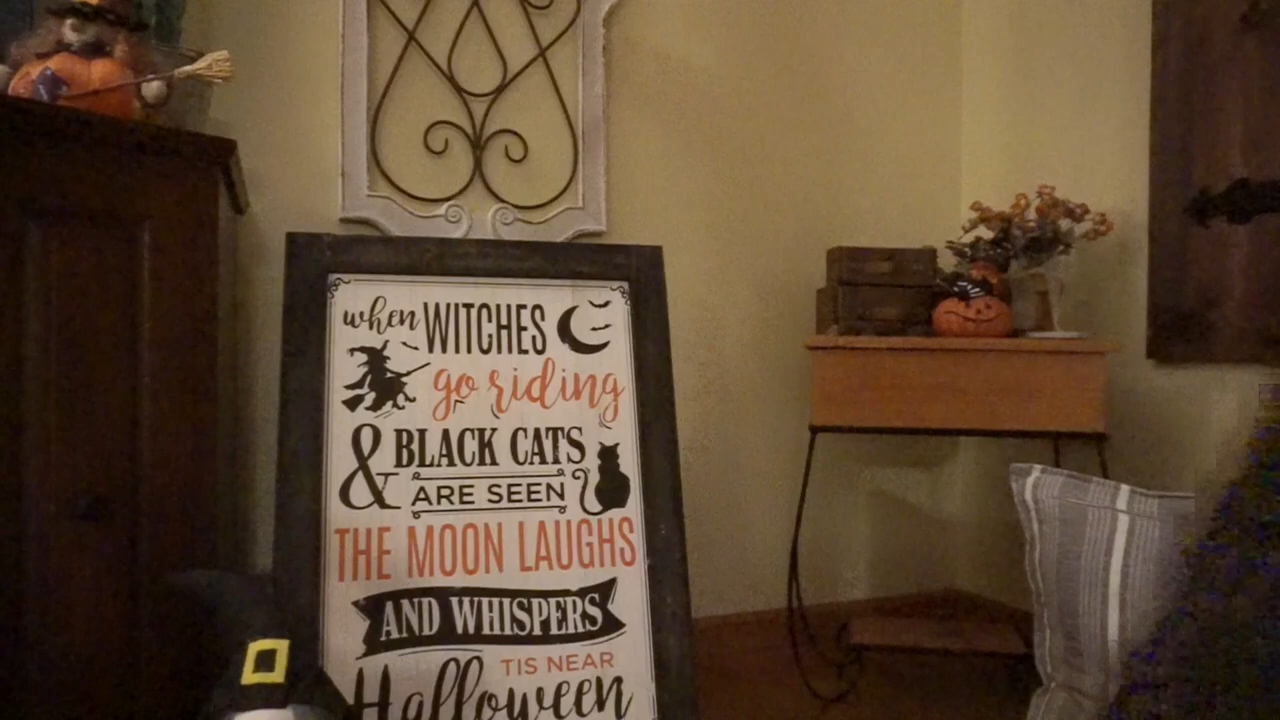 when WITCHES
go riding
& BLACK CATS
ARE SEEN
THE MOON LAUGHS
AND WHISPERS
TIS NEAR
Halloween